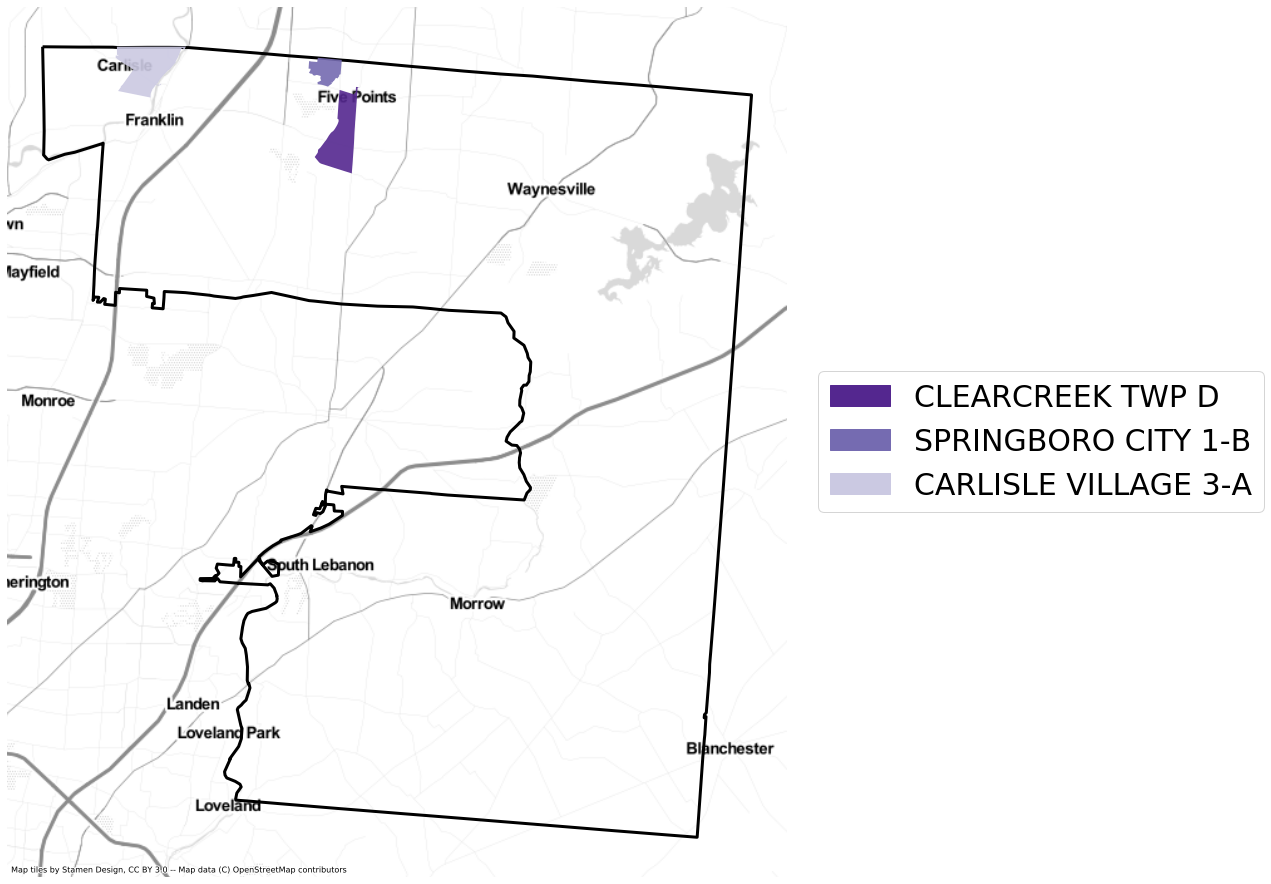 Carlisle
Five Points
Franklin
Waynesville
wn
Mayfield
Monroe
CLEARCREEK TWP D
SPRINGBORO CITY 1-B
CARLISLE VILLAGE 3-A
South Lebanon
herington
Morrow
Landen
Loveland Park
Blanchester
Loveland
Map tiles by Stamen Design, CC BY 3.0 -- Map data (C) OpenStreetMap contributors